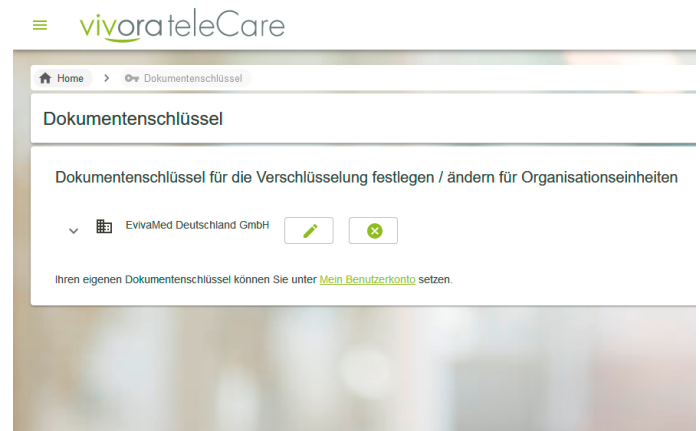 vivora teleCare
Home > Dokumentenschlüssel
Dokumentenschlüssel
Dokumentenschlüssel für die Verschlüsselung festlegen / ändern für Organisationseinheiten
EvivaMed Deutschland GmbH
Ihren eigenen Dokumentenschlüssel können Sie unter Mein Benutzerkonto setzen.